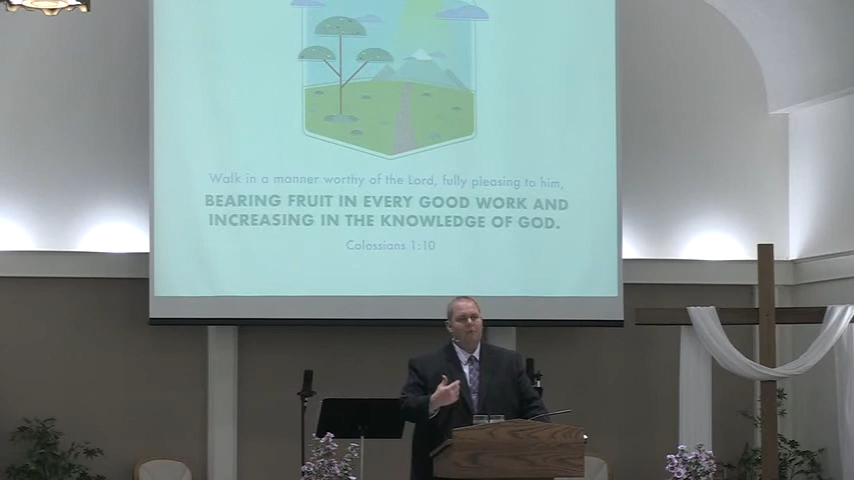 Walk in a manner worthy of the Lord, fully pleasing to him,
BEARING FRUIT IN EVERY GOOD WORK AND
INCREASING IN THE KNOWLEDGE OF GOD.
Colossians 1:10